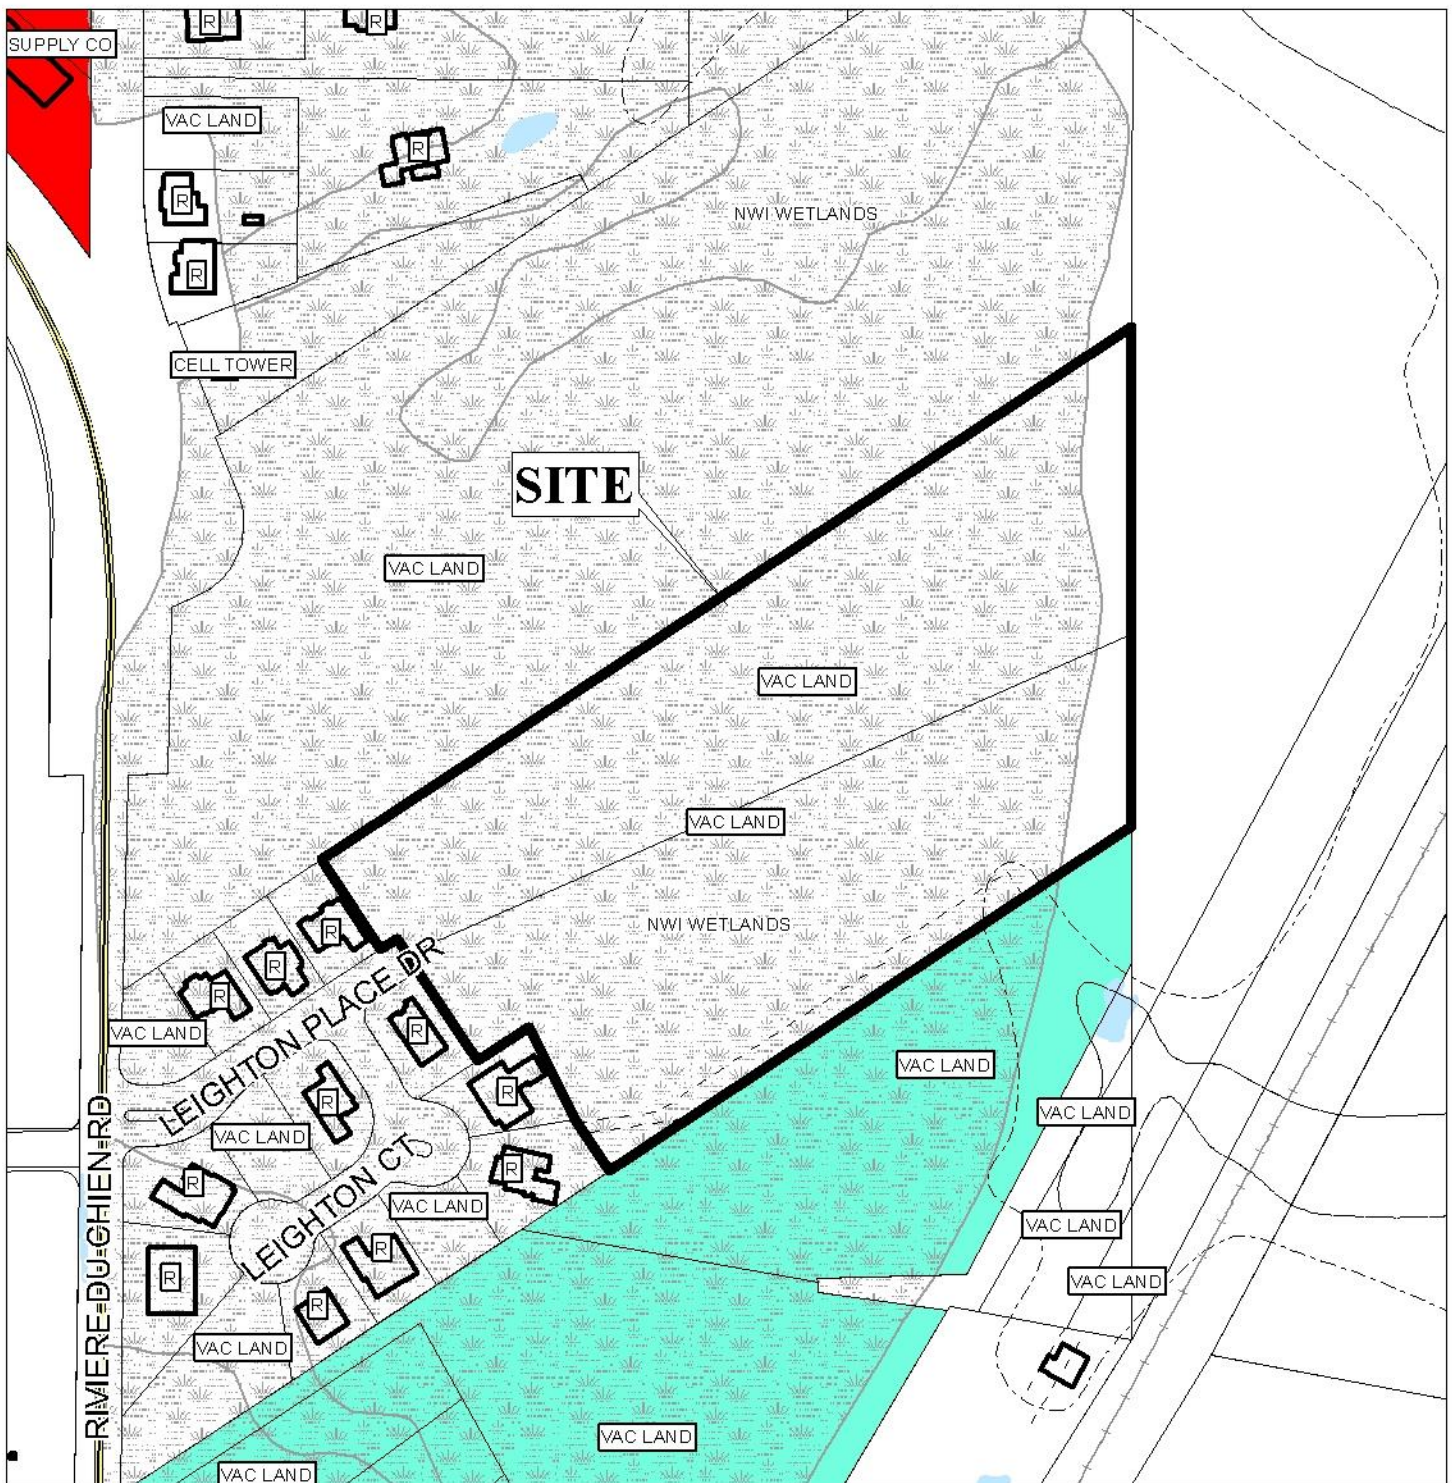 R
R
SUPPLY CO
VAC LAND
R
R
NWI WETLANDS
R
CELL TOWER
SITE
VAC LAND
VAC LAND
VAC LAND
NWI WETLANDS
R
R
R
LEIGHTON PLACE DR
VAC LAND
R
VAC LAND
R
R
VAC LAND
VAC LAND
LEIGHTON CT
R
R
VAC LAND
VAC LAND
R
R
VAC LAND
R
VAC LAND
RIVIERE DU CHIEN RD
VAC LAND
VAC LAND